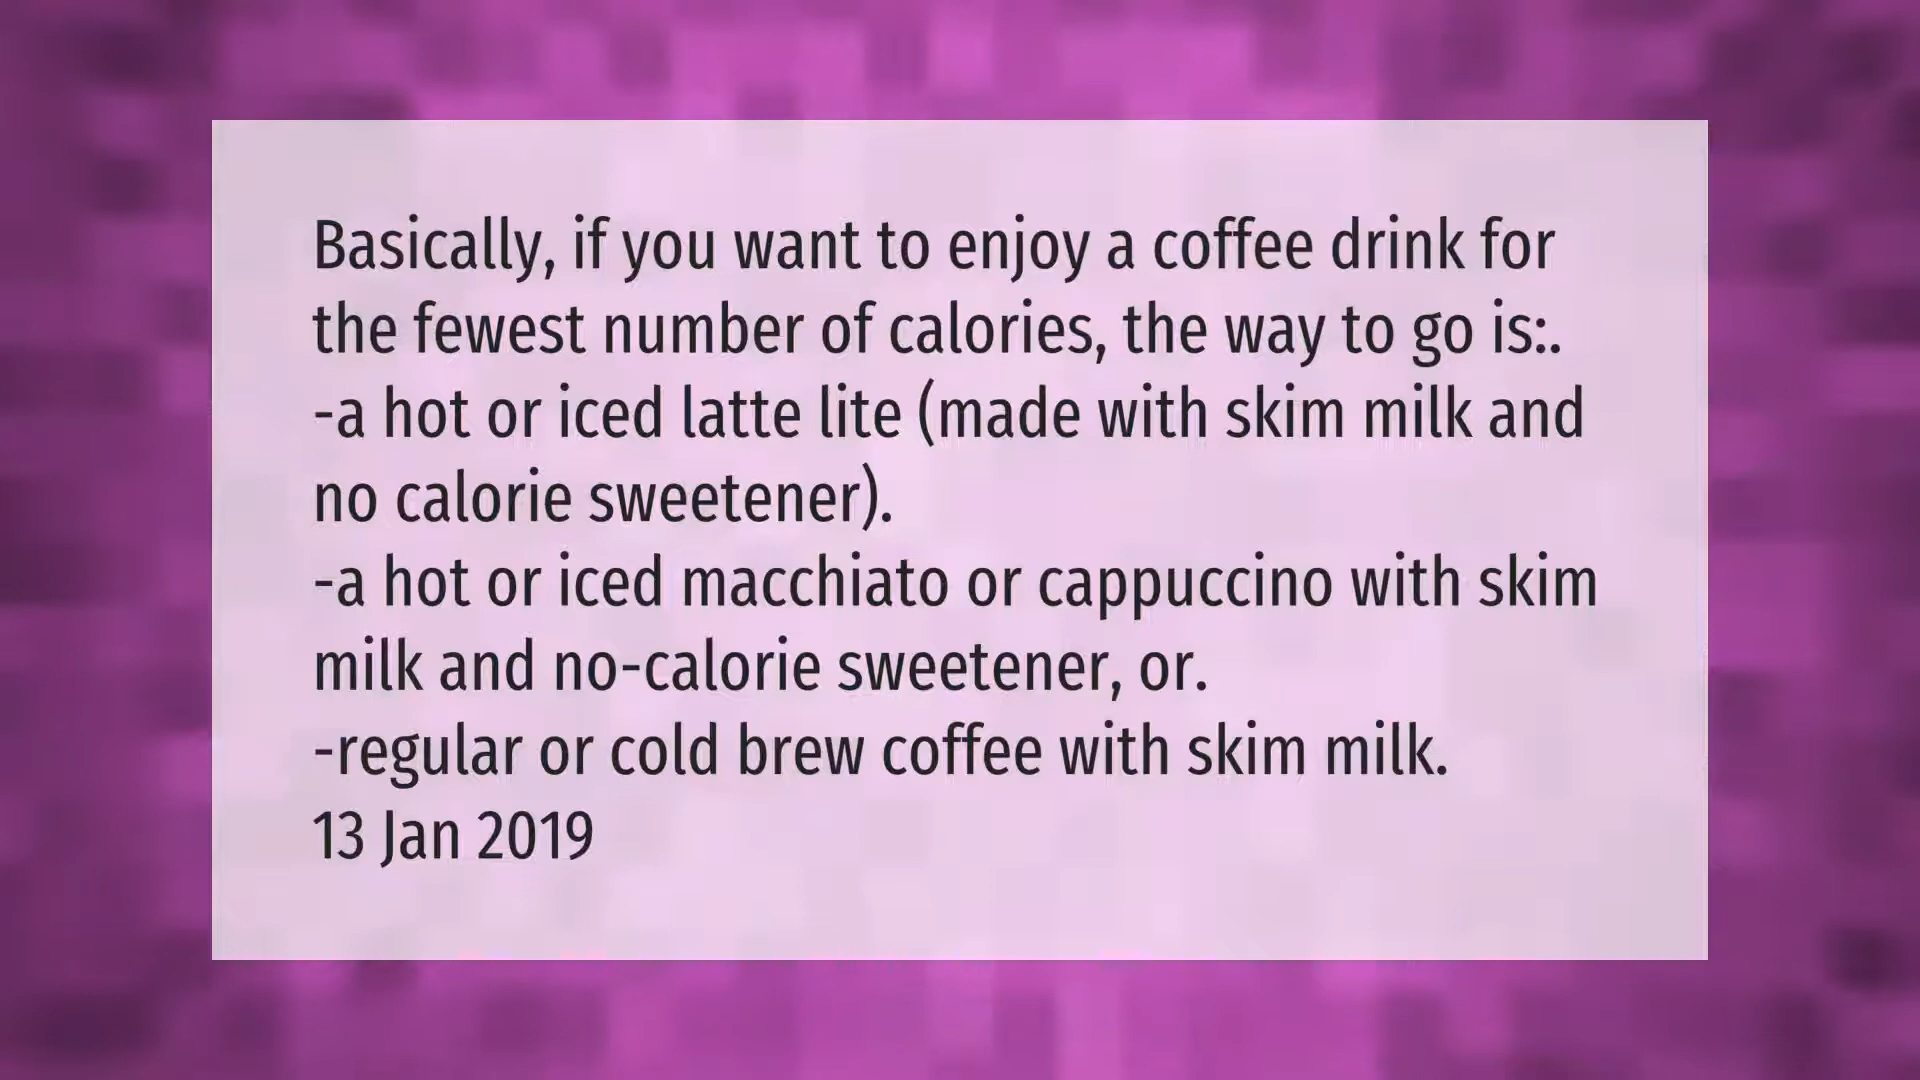 Basically, if you want to enjoy a coffee drink for
the fewest number of calories, the way to go is:.
-a hot or iced latte lite (made with skim milk and
no calorie sweetener).
-a hot or iced macchiato or cappuccino with skim
milk and no-calorie sweetener, or.
-regular or cold brew coffee with skim milk.
13 Jan 2019